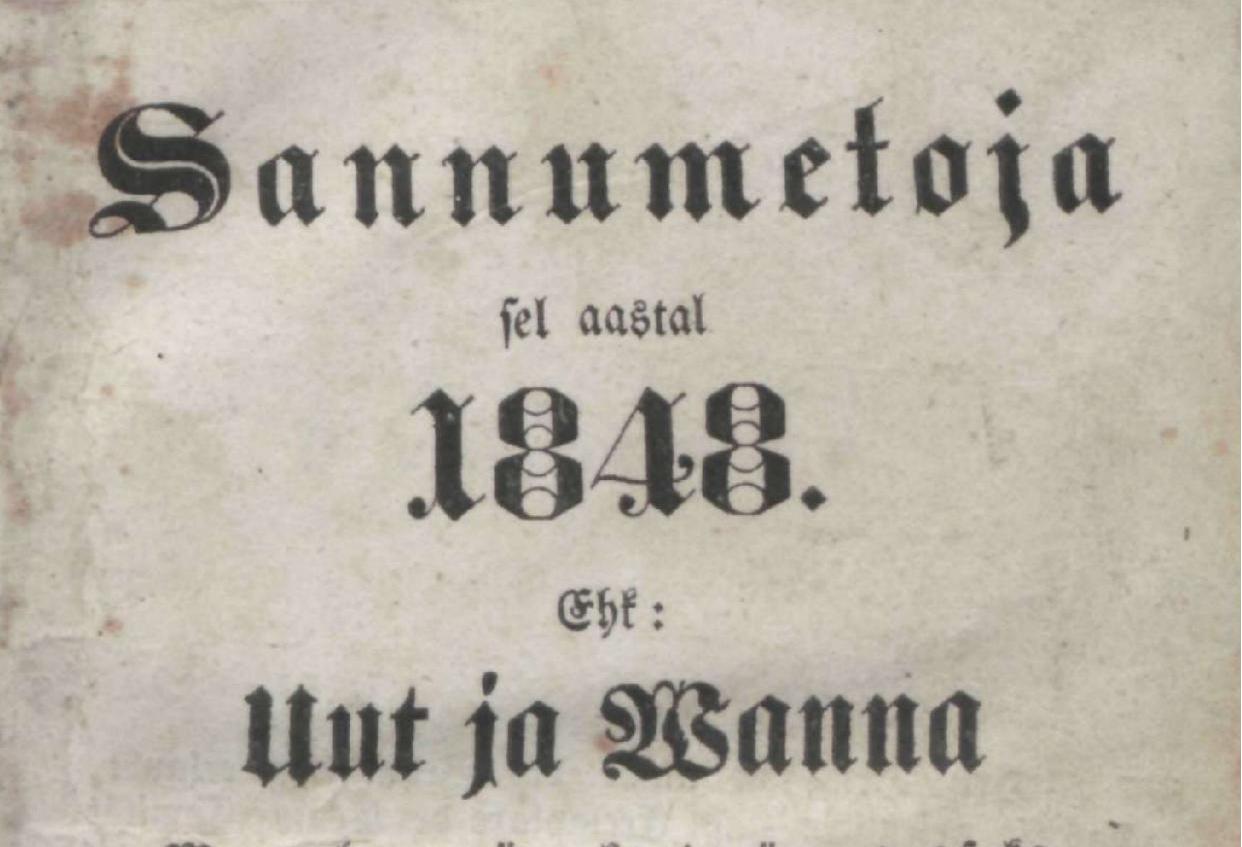 Sannumetoja
sel aastal
1848.
Ehk:
Uut ja Wanna